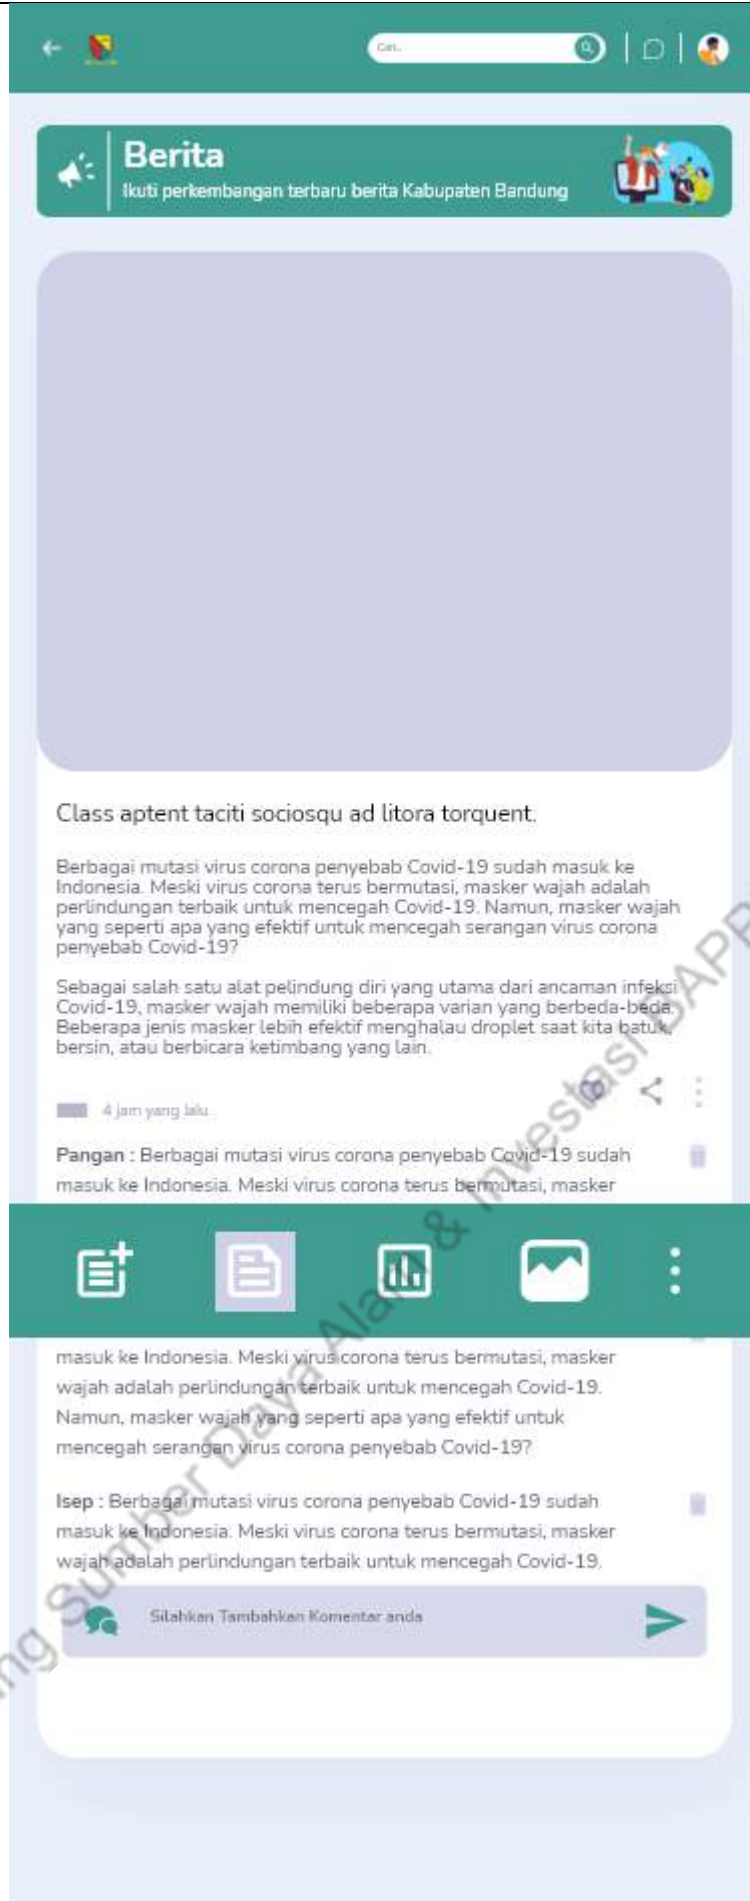 Cari...
Berita
Ikuti perkembangan terbaru berita Kabupaten Bandung
Class aptent taciti sociosqu ad litora torquent.
Berbagai mutasi virus corona penyebab Covid-19 sudah masuk ke
Indonesia. Meski virus corona terus bermutasi, masker wajah adalah
perlindungan terbaik untuk mencegah Covid-19. Namun, masker wajah
yang seperti apa yang efektif untuk mencegah serangan virus corona
penyebab Covid-19?
Sebagai salah satu alat pelindung diri yang utama dari ancaman infeksi
Covid-19, masker wajah memiliki beberapa varian yang berbeda-beda.
Beberapa jenis masker lebih efektif menghalau droplet saat kita batuk,
bersin, atau berbicara ketimbang yang lain.
4 jam yang lalu
Pangan : Berbagai mutasi virus corona penyebab Covid-19 sudah
masuk ke Indonesia. Meski virus corona terus bermutasi, masker
masuk ke Indonesia. Meski virus corona terus bermutasi, masker
wajah adalah perlindungan terbaik untuk mencegah Covid-19.
Namun, masker wajah yang seperti apa yang efektif untuk
mencegah serangan virus corona penyebab Covid-19?
Isep : Berbagai mutasi virus corona penyebab Covid-19 sudah
masuk ke Indonesia. Meski virus corona terus bermutasi, masker
wajah adalah perlindungan terbaik untuk mencegah Covid-19.
Silahkan Tambahkan Komentar anda
ng Sumber Daya Alam & Investasi BAPP